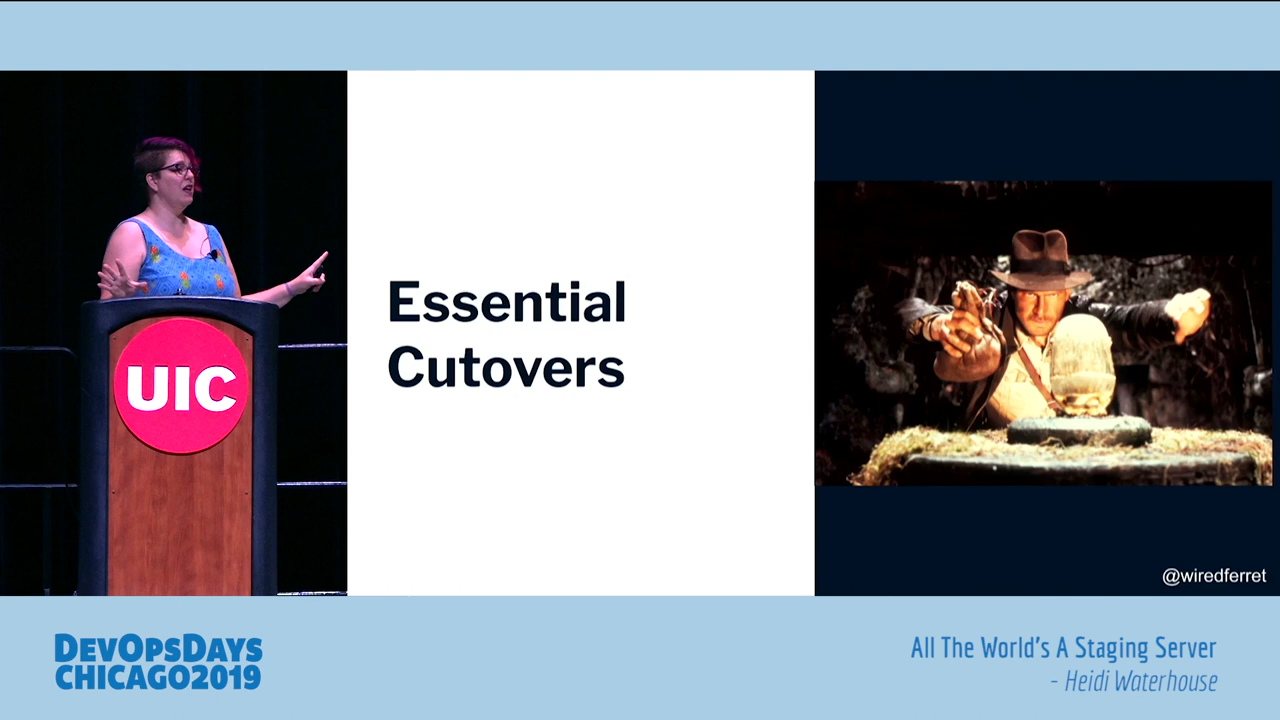 UIC
Essential
Cutovers
@wiredferret
DEVOPSDAYS
CHICAGO2019
All The World's A Staging Server
- Heidi Waterhouse